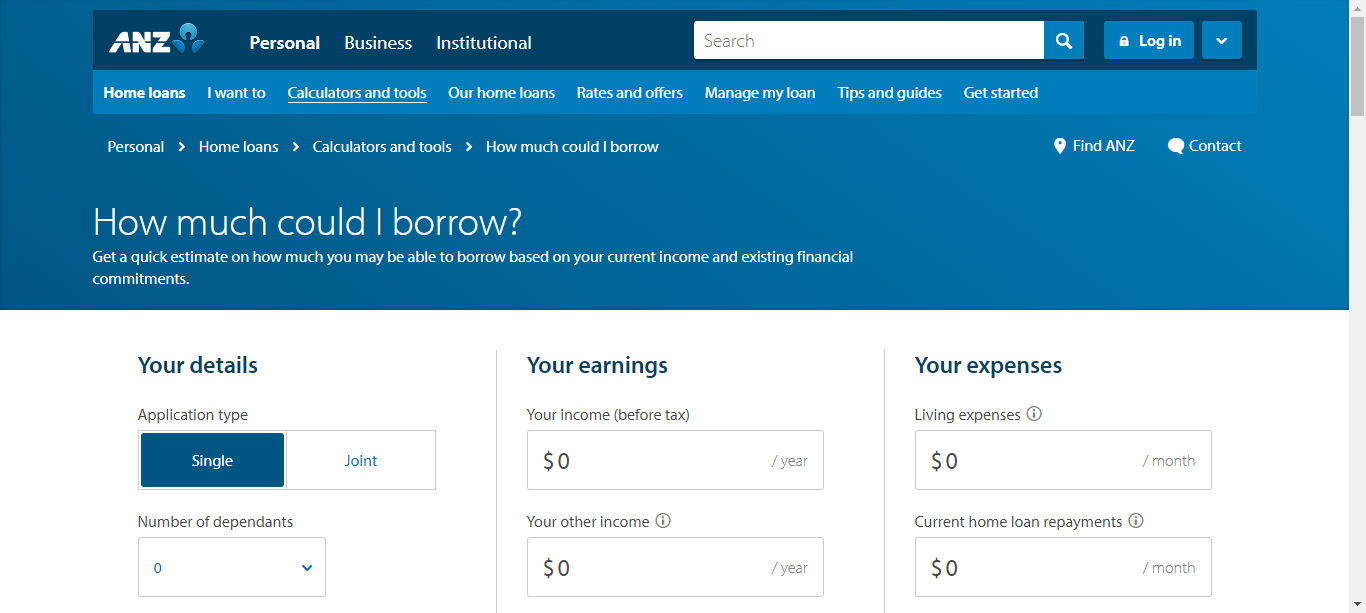 ANZ
Personal Business Institutional
Search
Log in
Home loans I want to Calculators and tools Our home loans Rates and offers Manage my loan Tips and guides Get started
Personal Home loans Calculators and tools How much could I borrow
Find ANZ Contact
How much could I borrow?
Get a quick estimate on how much you may be able to borrow based on your current income and existing financial
commitments.
Your details
Application type
Single Joint
Number of dependants
0
Your earnings
Your income (before tax)
$ 0 / year
Your other income
$ 0 / year
Your expenses
Living expenses
$ 0 / month
Current home loan repayments
$ 0 / month